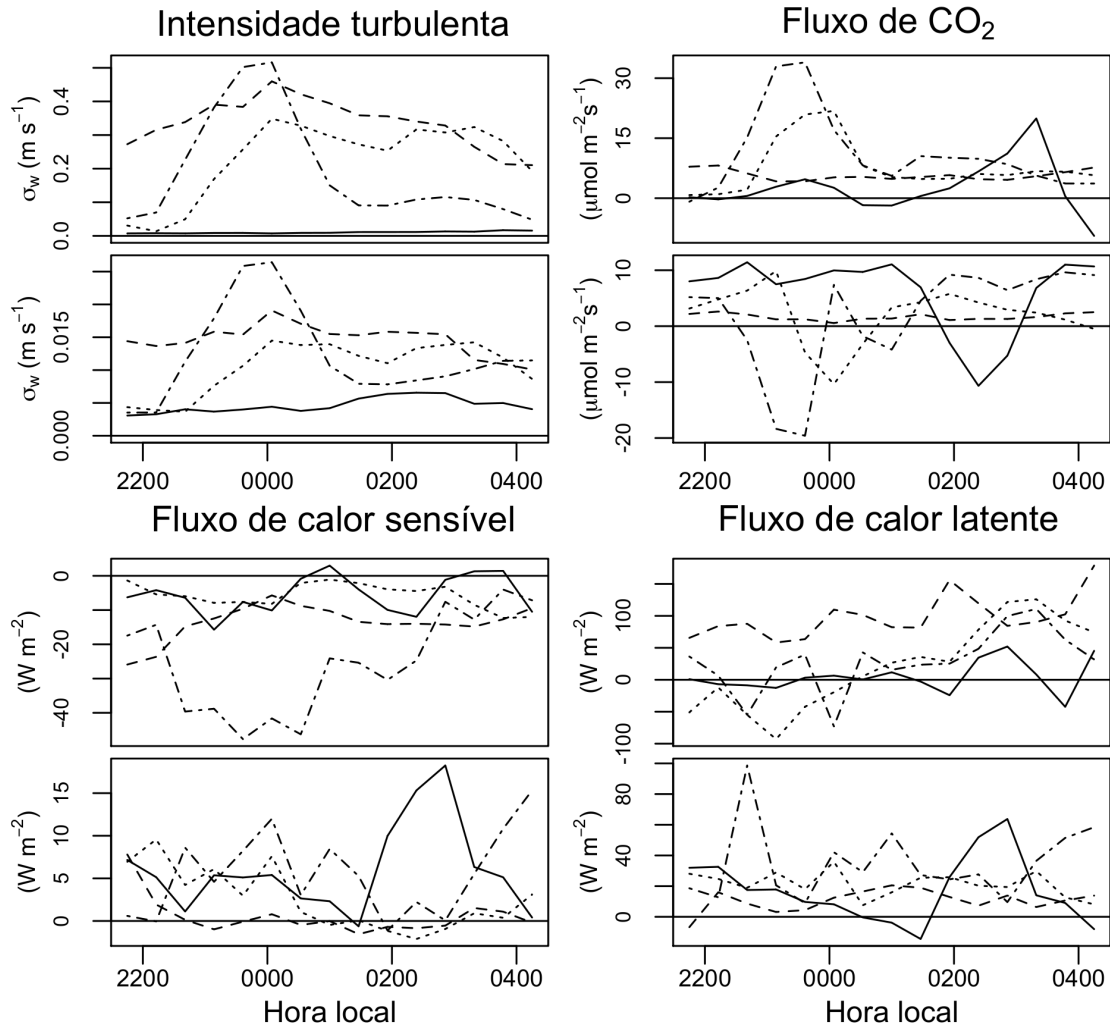 Intensidade turbulenta
Fluxo de CO₂
σw (m s⁻¹)
0.0 0.2 0.4
(μmol m⁻²s⁻¹)
0 15 30
σw (m s⁻¹)
0.000 0.015
(μmol m⁻²s⁻¹)
-20 -10 0 10
2200 0000 0200 0400
2200 0000 0200 0400
Fluxo de calor sensível
Fluxo de calor latente
(W m⁻²)
-40 -20 0
(W m⁻²)
-100 0 100
(W m⁻²)
0 5 10 15
(W m⁻²)
0 40 80
2200 0000 0200 0400
2200 0000 0200 0400
Hora local
Hora local